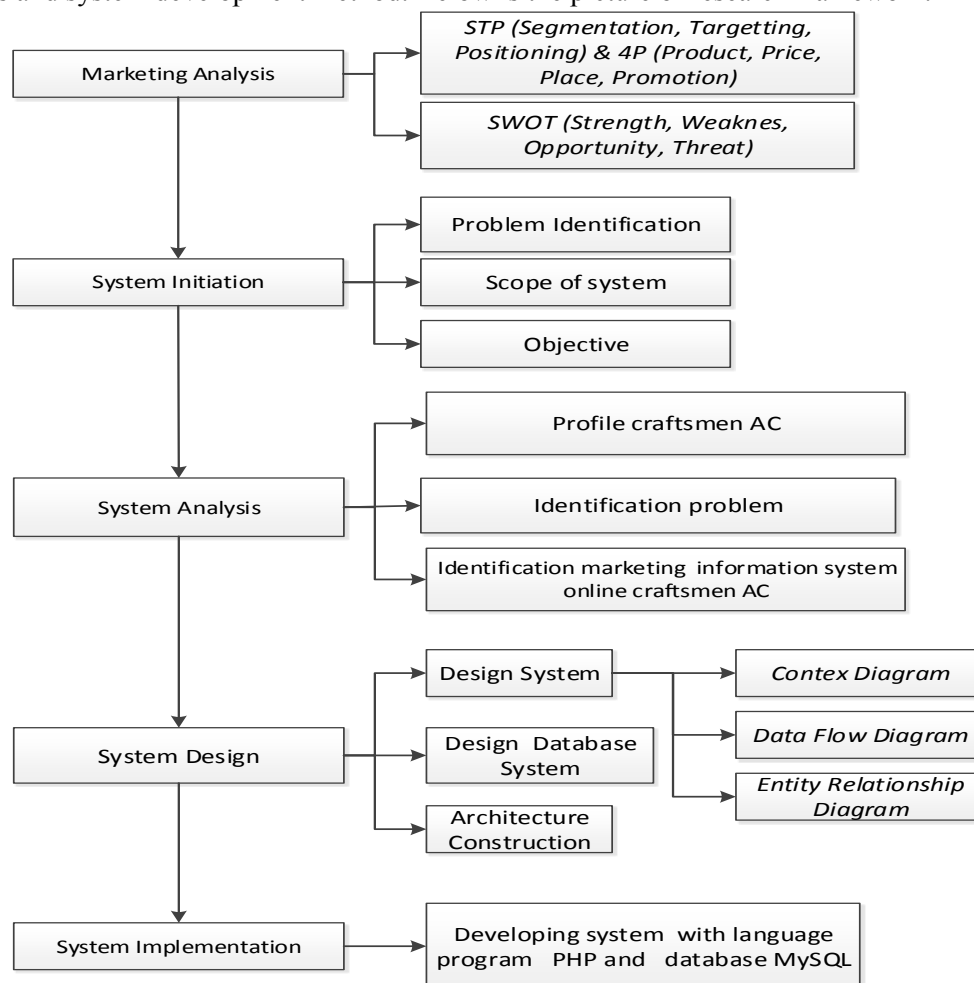 STP (Segmentation, Targetting,
Positioning) & 4P (Product, Price,
Place, Promotion)
Marketing Analysis
SWOT (Strength, Weaknes,
Opportunity, Threat)
Problem Identification
System Initiation
Scope of system
Objective
Profile craftsmen AC
System Analysis
Identification problem
Identification marketing information system
online craftsmen AC
Design System
Contex Diagram
System Design
Design Database
System
Data Flow Diagram
Architecture
Construction
Entity Relationship
Diagram
System Implementation
Developing system with language
program PHP and database MySQL